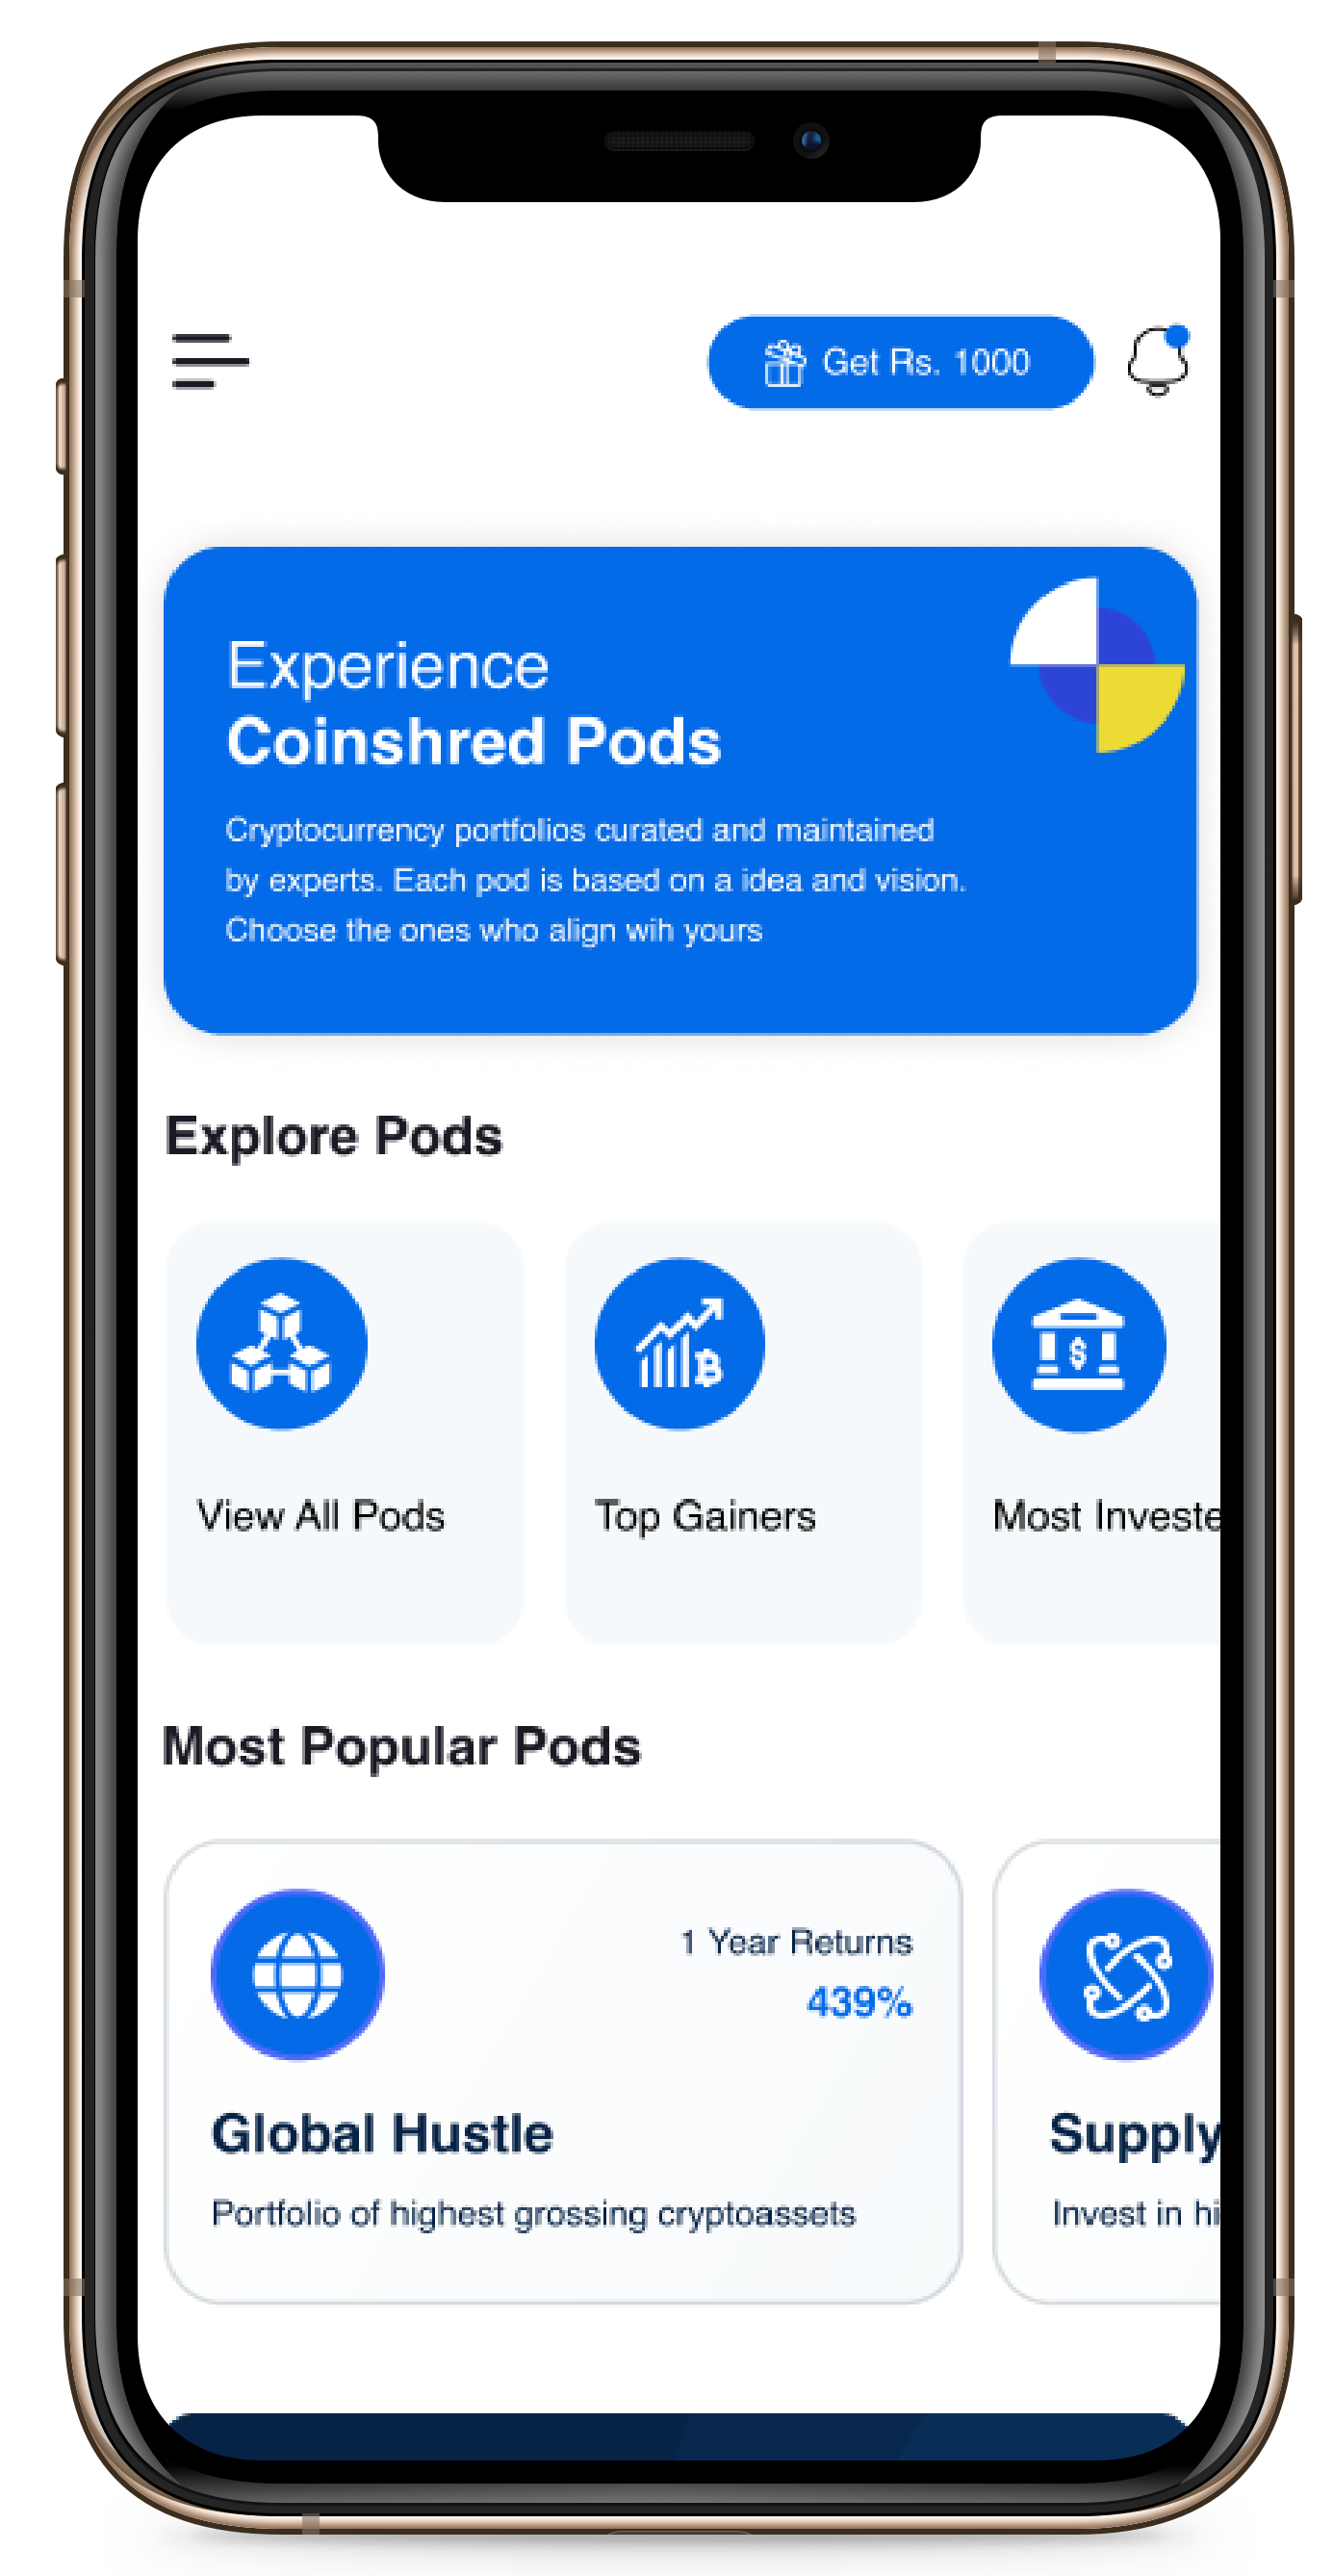 Get Rs. 1000
Experience
Coinshred Pods
Cryptocurrency portfolios curated and maintained
by experts. Each pod is based on a idea and vision.
Choose the ones who align wih yours
Explore Pods
View All Pods
Top Gainers
Most Investe
Most Popular Pods
1 Year Returns
439%
Global Hustle
Portfolio of highest grossing cryptoassets
Supply
Invest in hi